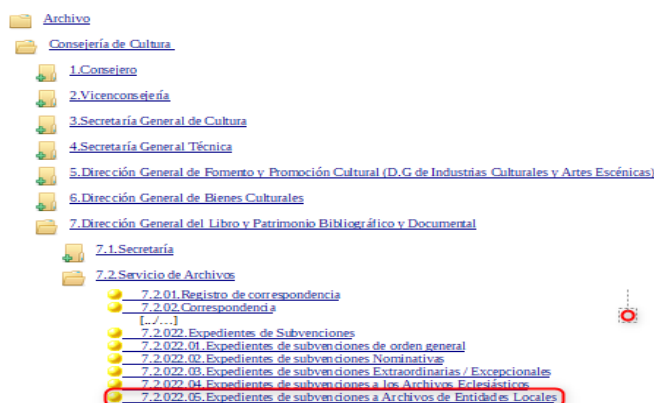 Archivo
Consejería de Cultura
1.Consejero
2.Vicenconsejería
3.Secretaría General de Cultura
4.Secretaría General Técnica
5.Dirección General de Fomento y Promoción Cultural (D.G de Industrias Culturales y Artes Escénicas)
6.Dirección General de Bienes Culturales
7.Dirección General del Libro y Patrimonio Bibliográfico y Documental
7.1.Secretaría
7.2.Servicio de Archivos
7.2.01.Registro de correspondencia
7.2.02.Correspondencia
[.../...]
7.2.022.Expedientes de Subvenciones
7.2.022.01.Expedientes de subvenciones de orden general
7.2.022.02.Expedientes de subvenciones Nominativas
7.2.022.03.Expedientes de subvenciones Extraordinarias / Excepcionales
7.2.022.04.Expedientes de subvenciones a los Archivos Eclesiásticos
7.2.022.05.Expedientes de subvenciones a Archivos de Entidades Locales